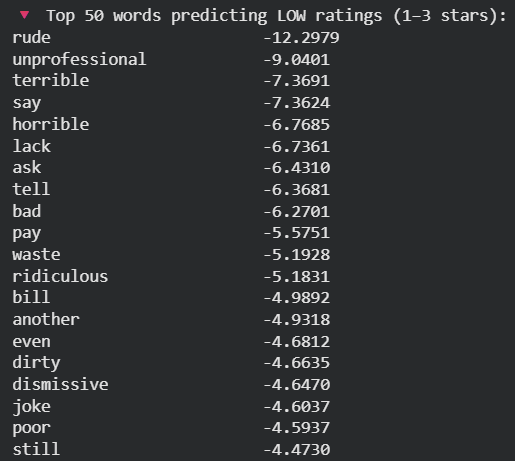 ▼ Top 50 words predicting LOW ratings (1–3 stars):
rude -12.2979
unprofessional -9.0401
terrible -7.3691
say -7.3624
horrible -6.7685
lack -6.7361
ask -6.4310
tell -6.3681
bad -6.2701
pay -5.5751
waste -5.1928
ridiculous -5.1831
bill -4.9892
another -4.9318
even -4.6812
dirty -4.6635
dismissive -4.6470
joke -4.6037
poor -4.5937
still -4.4730